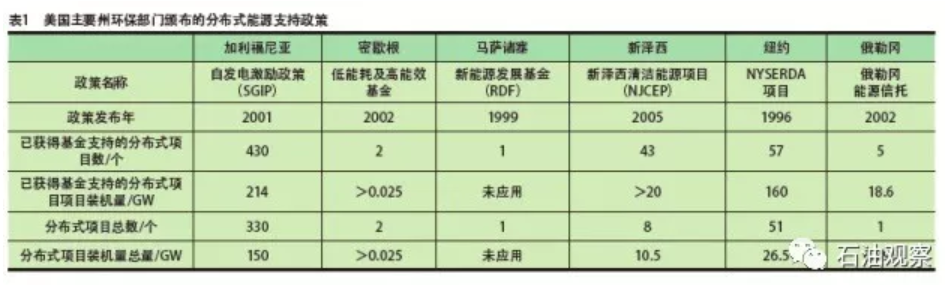 表1 美国主要州环保部门颁布的分布式能源支持政策
加利福尼亚 密歇根 马萨诸塞 新泽西 纽约 俄勒冈
政策名称 自发电激励政策（SGIP） 低能耗及高能效基金 新能源发展基金（RDF） 新泽西清洁能源项目（NJCEP） NYSERDA项目 俄勒冈能源信托
政策发布年 2001 2002 1999 2005 1996 2002
已获得基金支持的分布式项目数/个 430 2 1 43 57 5
已获得基金支持的分布式项目项目装机量/GW 214 ＞0.025 未应用 ＞20 160 18.6
分布式项目总数/个 330 2 1 8 51 1
分布式项目装机量总量/GW 150 ＞0.025 未应用 10.5 26.5
石油观察